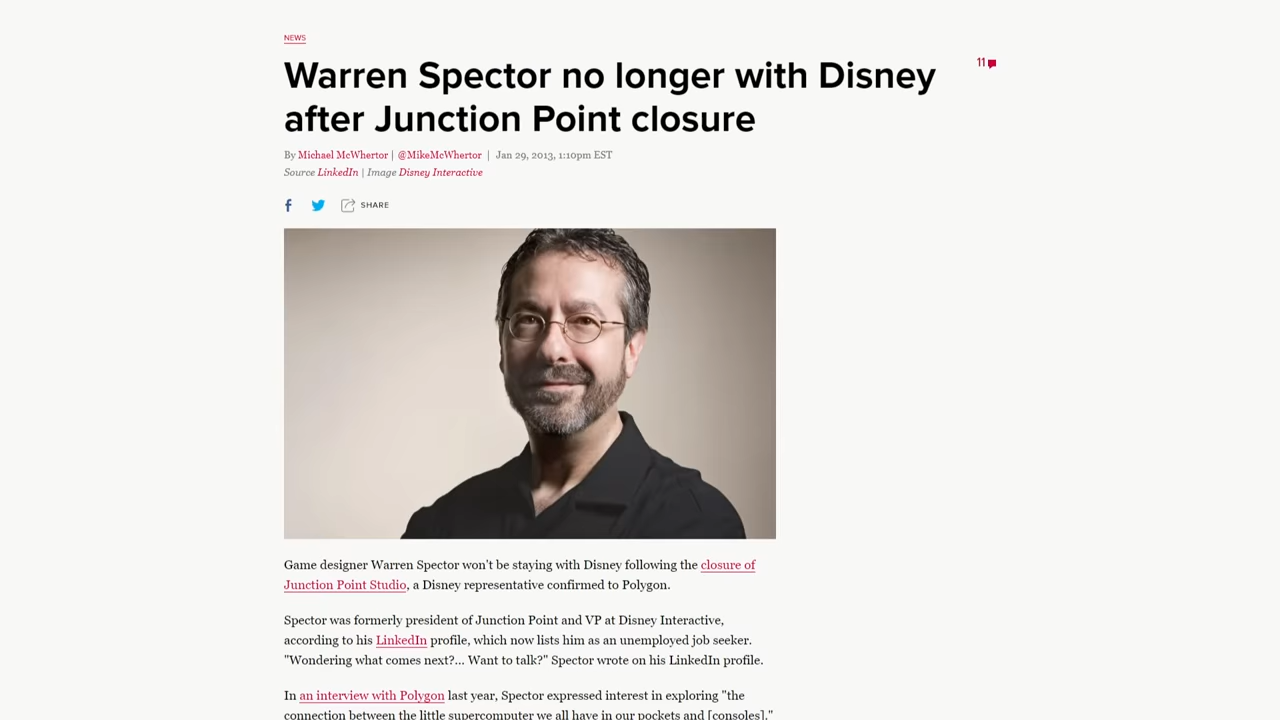 NEWS
Warren Spector no longer with Disney
after Junction Point closure
11
By Michael McWhertor | @MikeMcWhertor | Jan 29, 2013, 1:10pm EST
Source LinkedIn | Image Disney Interactive
SHARE
Game designer Warren Spector won't be staying with Disney following the closure of
Junction Point Studio, a Disney representative confirmed to Polygon.
Spector was formerly president of Junction Point and VP at Disney Interactive,
according to his LinkedIn profile, which now lists him as an unemployed job seeker.
"Wondering what comes next?... Want to talk?" Spector wrote on his LinkedIn profile.
In an interview with Polygon last year, Spector expressed interest in exploring "the
connection between the little supercomputer we all have in our pockets and [consoles]."